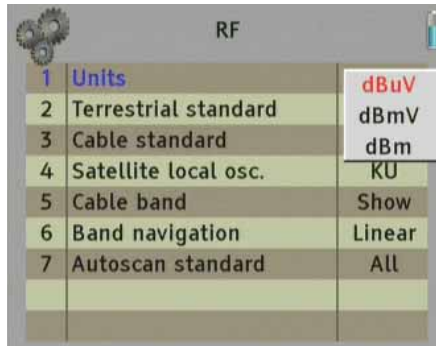 RF
1 Units dBuV
dBmV
2 Terrestrial standard
3 Cable standard dBm
4 Satellite local osc. KU
5 Cable band Show
6 Band navigation Linear
7 Autoscan standard All